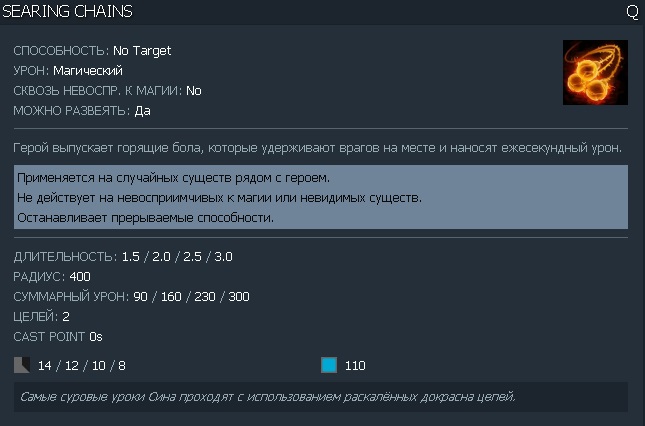 SEARING CHAINS Q
СПОСОБНОСТЬ: No Target
УРОН: Магический
СКВОЗЬ НЕВОСПР. К МАГИИ: No
МОЖНО РАЗВЕЯТЬ: Да
Герой выпускает горящие бола, которые удерживают врагов на месте и наносят ежесекундный урон.
Применяется на случайных существ рядом с героем.
Не действует на невосприимчивых к магии или невидимых существ.
Останавливает прерываемые способности.
ДЛИТЕЛЬНОСТЬ: 1.5 / 2.0 / 2.5 / 3.0
РАДИУС: 400
СУММАРНЫЙ УРОН: 90 / 160 / 230 / 300
ЦЕЛЕЙ: 2
CAST POINT 0s
14 / 12 / 10 / 8 110
Самые суровые уроки Сина проходят с использованием раскалённых докрасна цепей.